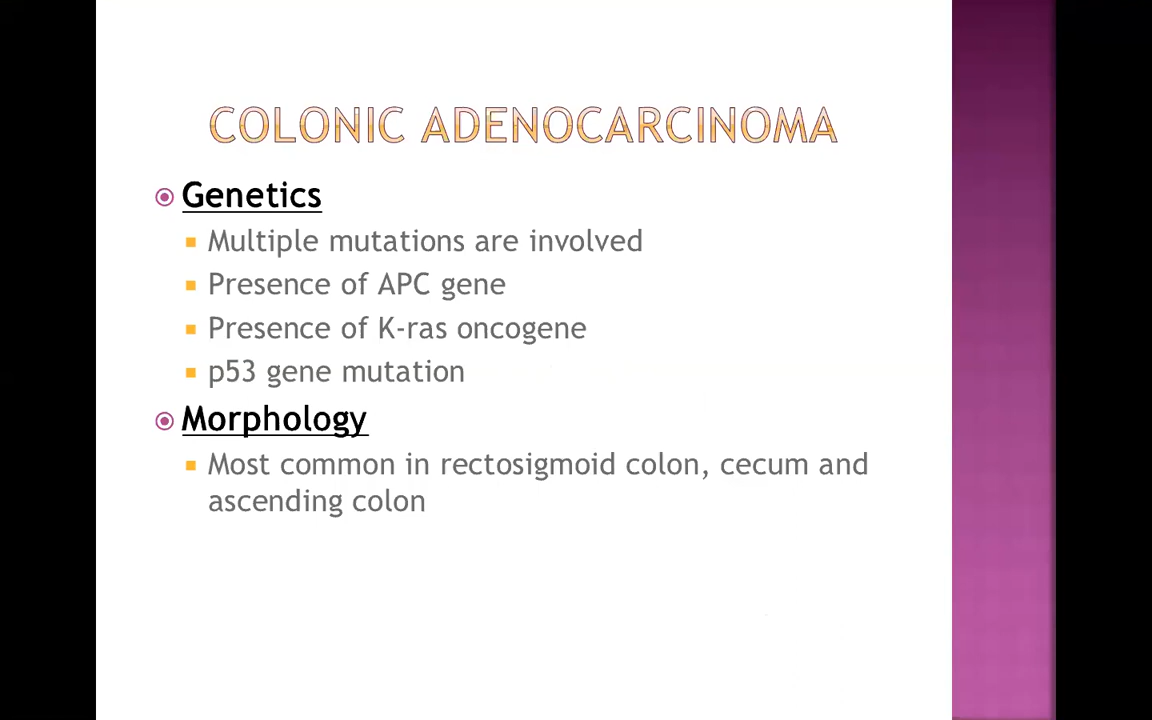 COLONIC ADENOCARCINOMA
Genetics
Multiple mutations are involved
Presence of APC gene
Presence of K-ras oncogene
p53 gene mutation
Morphology
Most common in rectosigmoid colon, cecum and
ascending colon